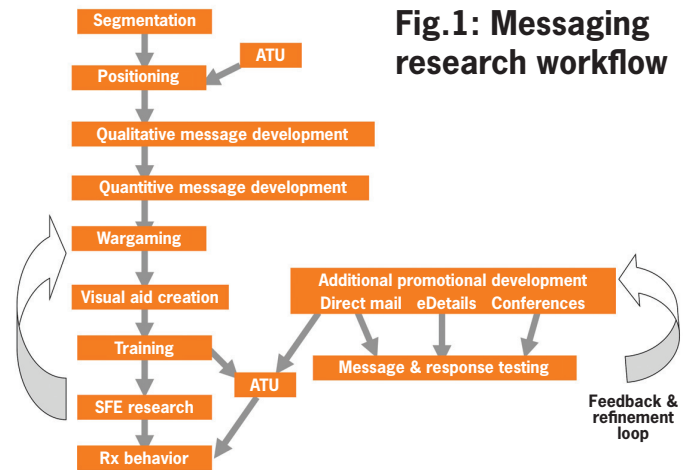 Fig.1: Messaging
research workflow
Segmentation
ATU
Positioning
Qualitative message development
Quantitive message development
Wargaming
Visual aid creation
Training
SFE research
Rx behavior
ATU
Additional promotional development
Direct mail eDetails Conferences
Message & response testing
Feedback &
refinement
loop